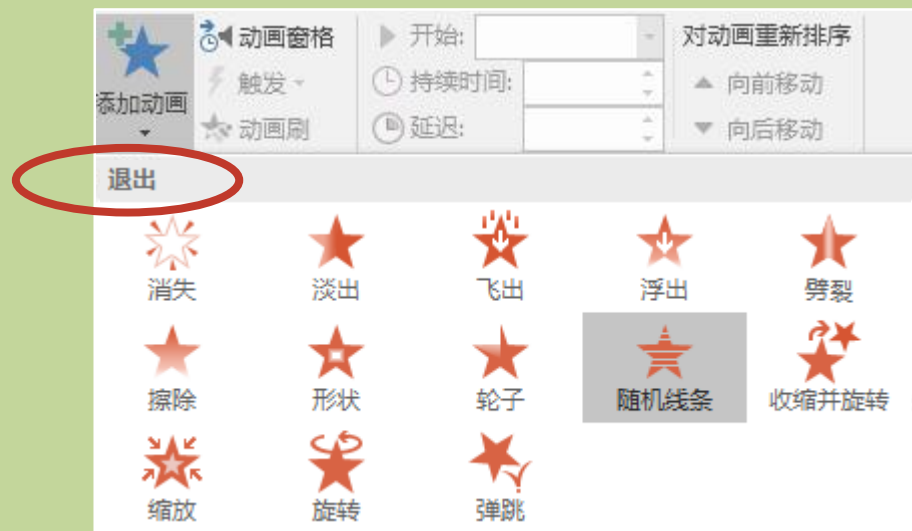 动画窗格 开始: 对动画重新排序
触发 持续时间: 向前移动
添加动画
动画刷 延迟: 向后移动
退出
消失 淡出 飞出 浮出 劈裂
擦除 形状 轮子 随机线条 收缩并旋转
缩放 旋转 弹跳